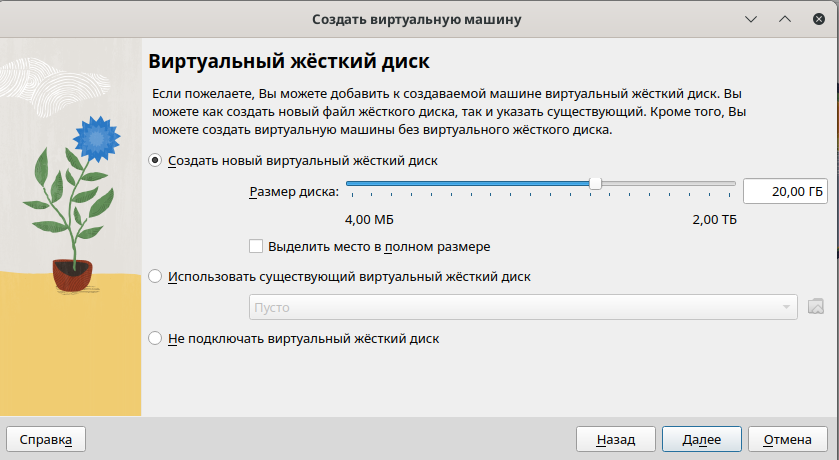 Создать виртуальную машину
Виртуальный жёсткий диск
Если пожелаете, Вы можете добавить к создаваемой машине виртуальный жёсткий диск. Вы
можете как создать новый файл жёсткого диска, так и указать существующий. Кроме того, Вы
можете создать виртуальную машины без виртуального жёсткого диска.
Создать новый виртуальный жёсткий диск
Размер диска:
20,00 ГБ
4,00 МБ
2,00 ТБ
Выделить место в полном размере
Использовать существующий виртуальный жёсткий диск
Пусто
Не подключать виртуальный жёсткий диск
Справка
Назад
Далее
Отмена